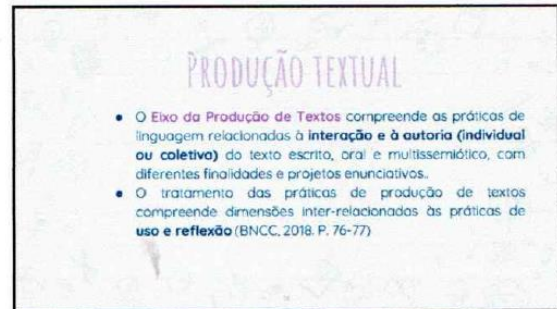 PRODUÇÃO TEXTUAL
• O Eixo da Produção de Textos compreende as práticas de
linguagem relacionadas à interação e à autoria (individual
ou coletiva) do texto escrito, oral e multissemiótico, com
diferentes finalidades e projetos enunciativos..
• O tratamento das práticas de produção de textos
compreende dimensões inter-relacionadas às práticas de
uso e reflexão (BNCC, 2018. P. 76-77)